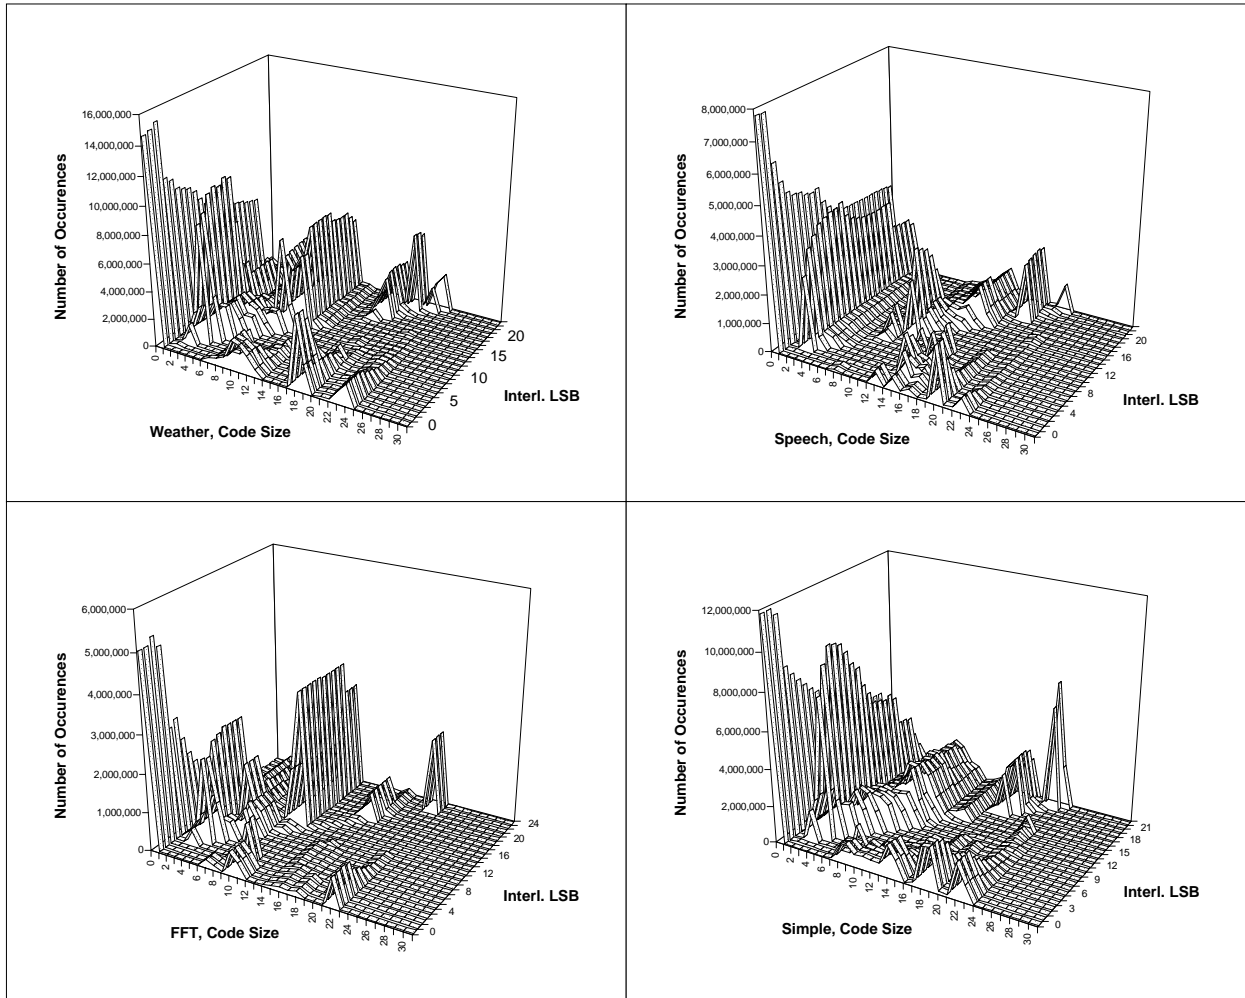 Number of Occurences
16,000,000
14,000,000
12,000,000
10,000,000
8,000,000
6,000,000
4,000,000
2,000,000
0
0 2 4 6 8 10 12 14 16 18 20 22 24 26 28 30
Weather, Code Size
0 5 10 15 20
Interl. LSB
Number of Occurences
8,000,000
7,000,000
6,000,000
5,000,000
4,000,000
3,000,000
2,000,000
1,000,000
0
0 2 4 6 8 10 12 14 16 18 20 22 24 26 28 30
Speech, Code Size
0 4 8 12 16 20
Interl. LSB
Number of Occurences
6,000,000
5,000,000
4,000,000
3,000,000
2,000,000
1,000,000
0
0 2 4 6 8 10 12 14 16 18 20 22 24 26 28 30
FFT, Code Size
0 4 8 12 16 20 24
Interl. LSB
Number of Occurences
12,000,000
10,000,000
8,000,000
6,000,000
4,000,000
2,000,000
0
0 2 4 6 8 10 12 14 16 18 20 22 24 26 28 30
Simple, Code Size
0 3 6 9 12 15 18 21
Interl. LSB